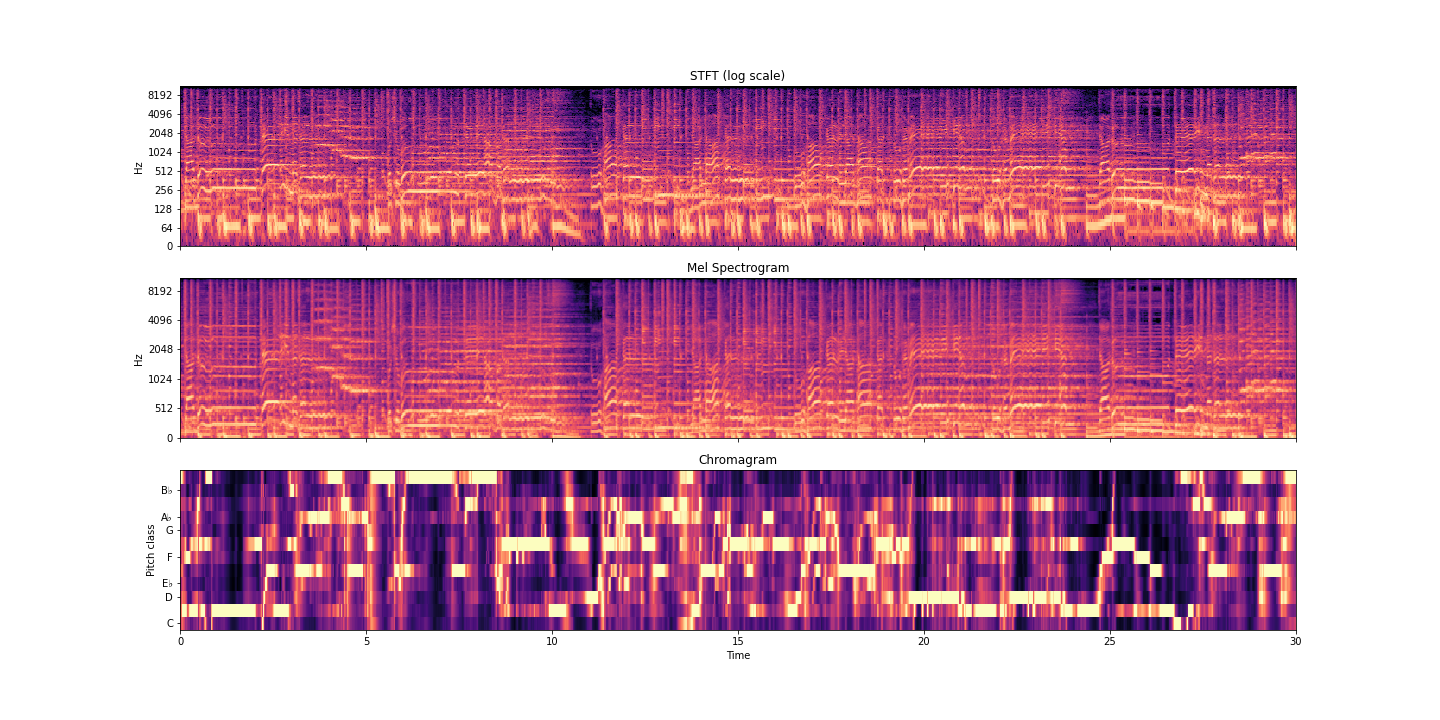 STFT (log scale)
8192
4096
2048
1024
512
256
128
64
0
Hz
Mel Spectrogram
8192
4096
2048
1024
512
0
Hz
Chromagram
B♭
A♭
G
F
E♭
D
C
Pitch class
0 5 10 15 20 25 30
Time